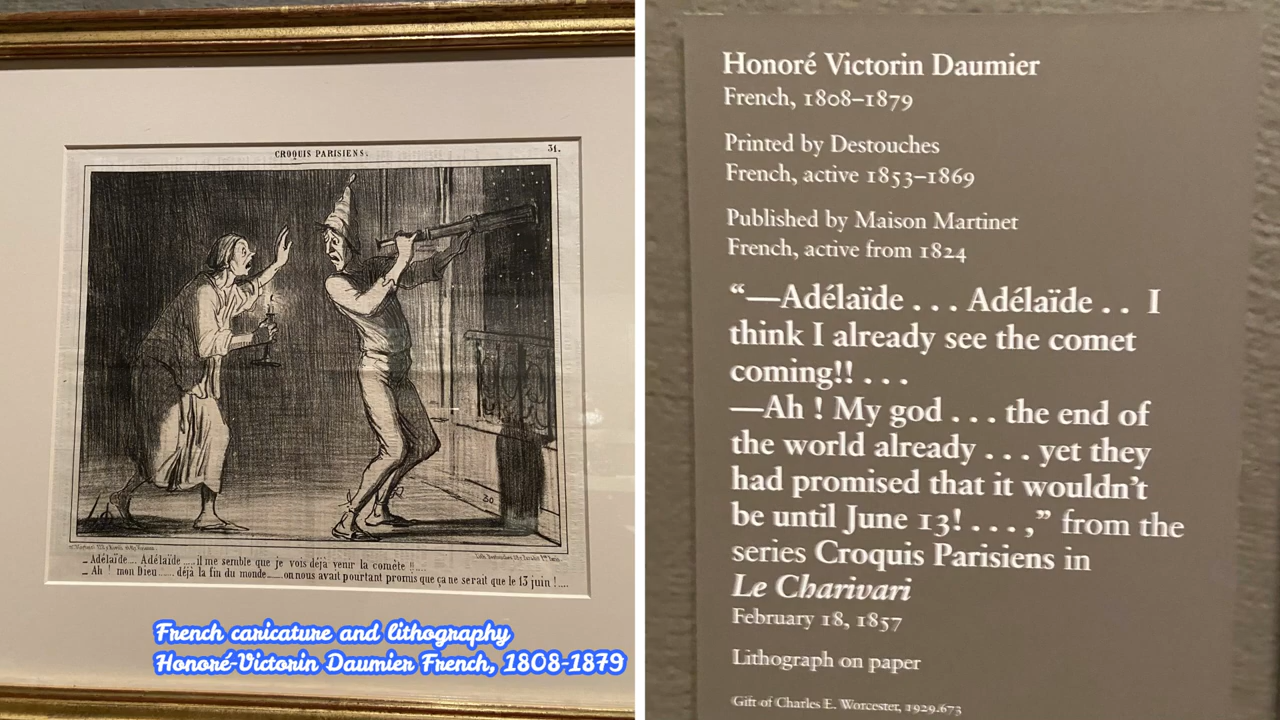 CROQUIS PARISIENS.
31.
30
_ Adélaïde.... Adélaïde .....il me semble que je vois déjà venir la comète !!.....
_ Ah ! mon Dieu...... déjà la fin du monde......on nous avait pourtant promis que ça ne serait que le 13 juin !....
French caricature and lithography
Honoré-Victorin Daumier French, 1808-1879
Honoré Victorin Daumier
French, 1808–1879
Printed by Destouches
French, active 1853–1869
Published by Maison Martinet
French, active from 1824
“—Adélaïde . . . Adélaïde . . I
think I already see the comet
coming!! . . .
—Ah ! My god . . . the end of
the world already . . . yet they
had promised that it wouldn’t
be until June 13! . . . .,” from the
series Croquis Parisiens in
Le Charivari
February 18, 1857
Lithograph on paper
Gift of Charles E. Worcester, 1929.673